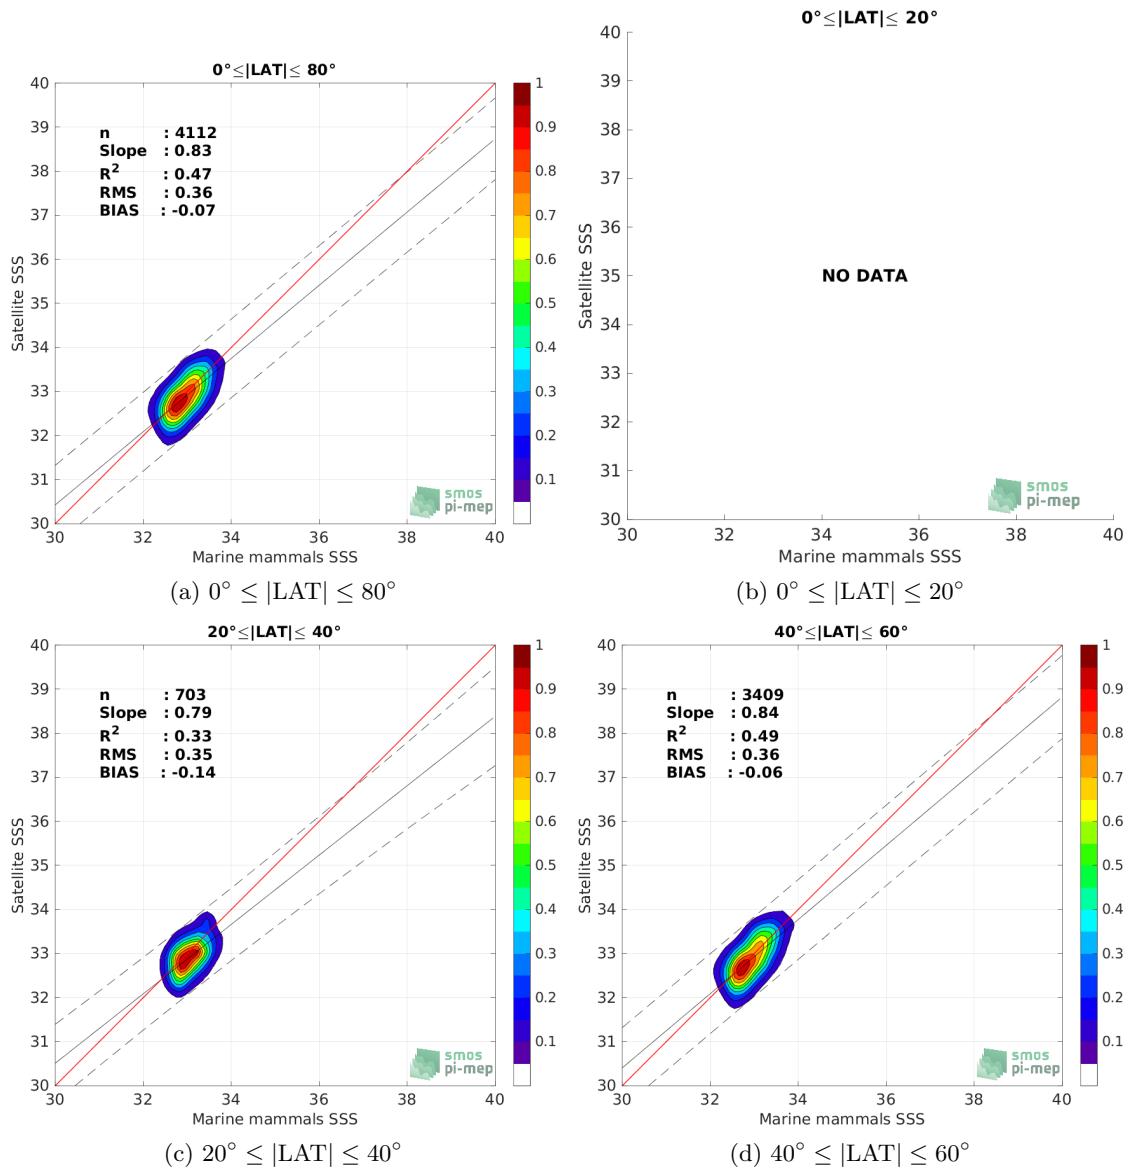 0°≤|LAT|≤ 80°
40
39
38
37
36
35
34
33
32
31
30
Satellite SSS
n : 4112
Slope : 0.83
R² : 0.47
RMS : 0.36
BIAS : -0.07
smos
pi-mep
30 32 34 36 38 40
Marine mammals SSS
1
0.9
0.8
0.7
0.6
0.5
0.4
0.3
0.2
0.1
(a) 0° ≤ |LAT| ≤ 80°
0°≤|LAT|≤ 20°
40
39
38
37
36
35
34
33
32
31
30
Satellite SSS
NO DATA
smos
pi-mep
30 32 34 36 38 40
Marine mammals SSS
(b) 0° ≤ |LAT| ≤ 20°
20°≤|LAT|≤ 40°
40
39
38
37
36
35
34
33
32
31
30
Satellite SSS
n : 703
Slope : 0.79
R² : 0.33
RMS : 0.35
BIAS : -0.14
smos
pi-mep
30 32 34 36 38 40
Marine mammals SSS
1
0.9
0.8
0.7
0.6
0.5
0.4
0.3
0.2
0.1
(c) 20° ≤ |LAT| ≤ 40°
40°≤|LAT|≤ 60°
40
39
38
37
36
35
34
33
32
31
30
Satellite SSS
n : 3409
Slope : 0.84
R² : 0.49
RMS : 0.36
BIAS : -0.06
smos
pi-mep
30 32 34 36 38 40
Marine mammals SSS
1
0.9
0.8
0.7
0.6
0.5
0.4
0.3
0.2
0.1
(d) 40° ≤ |LAT| ≤ 60°